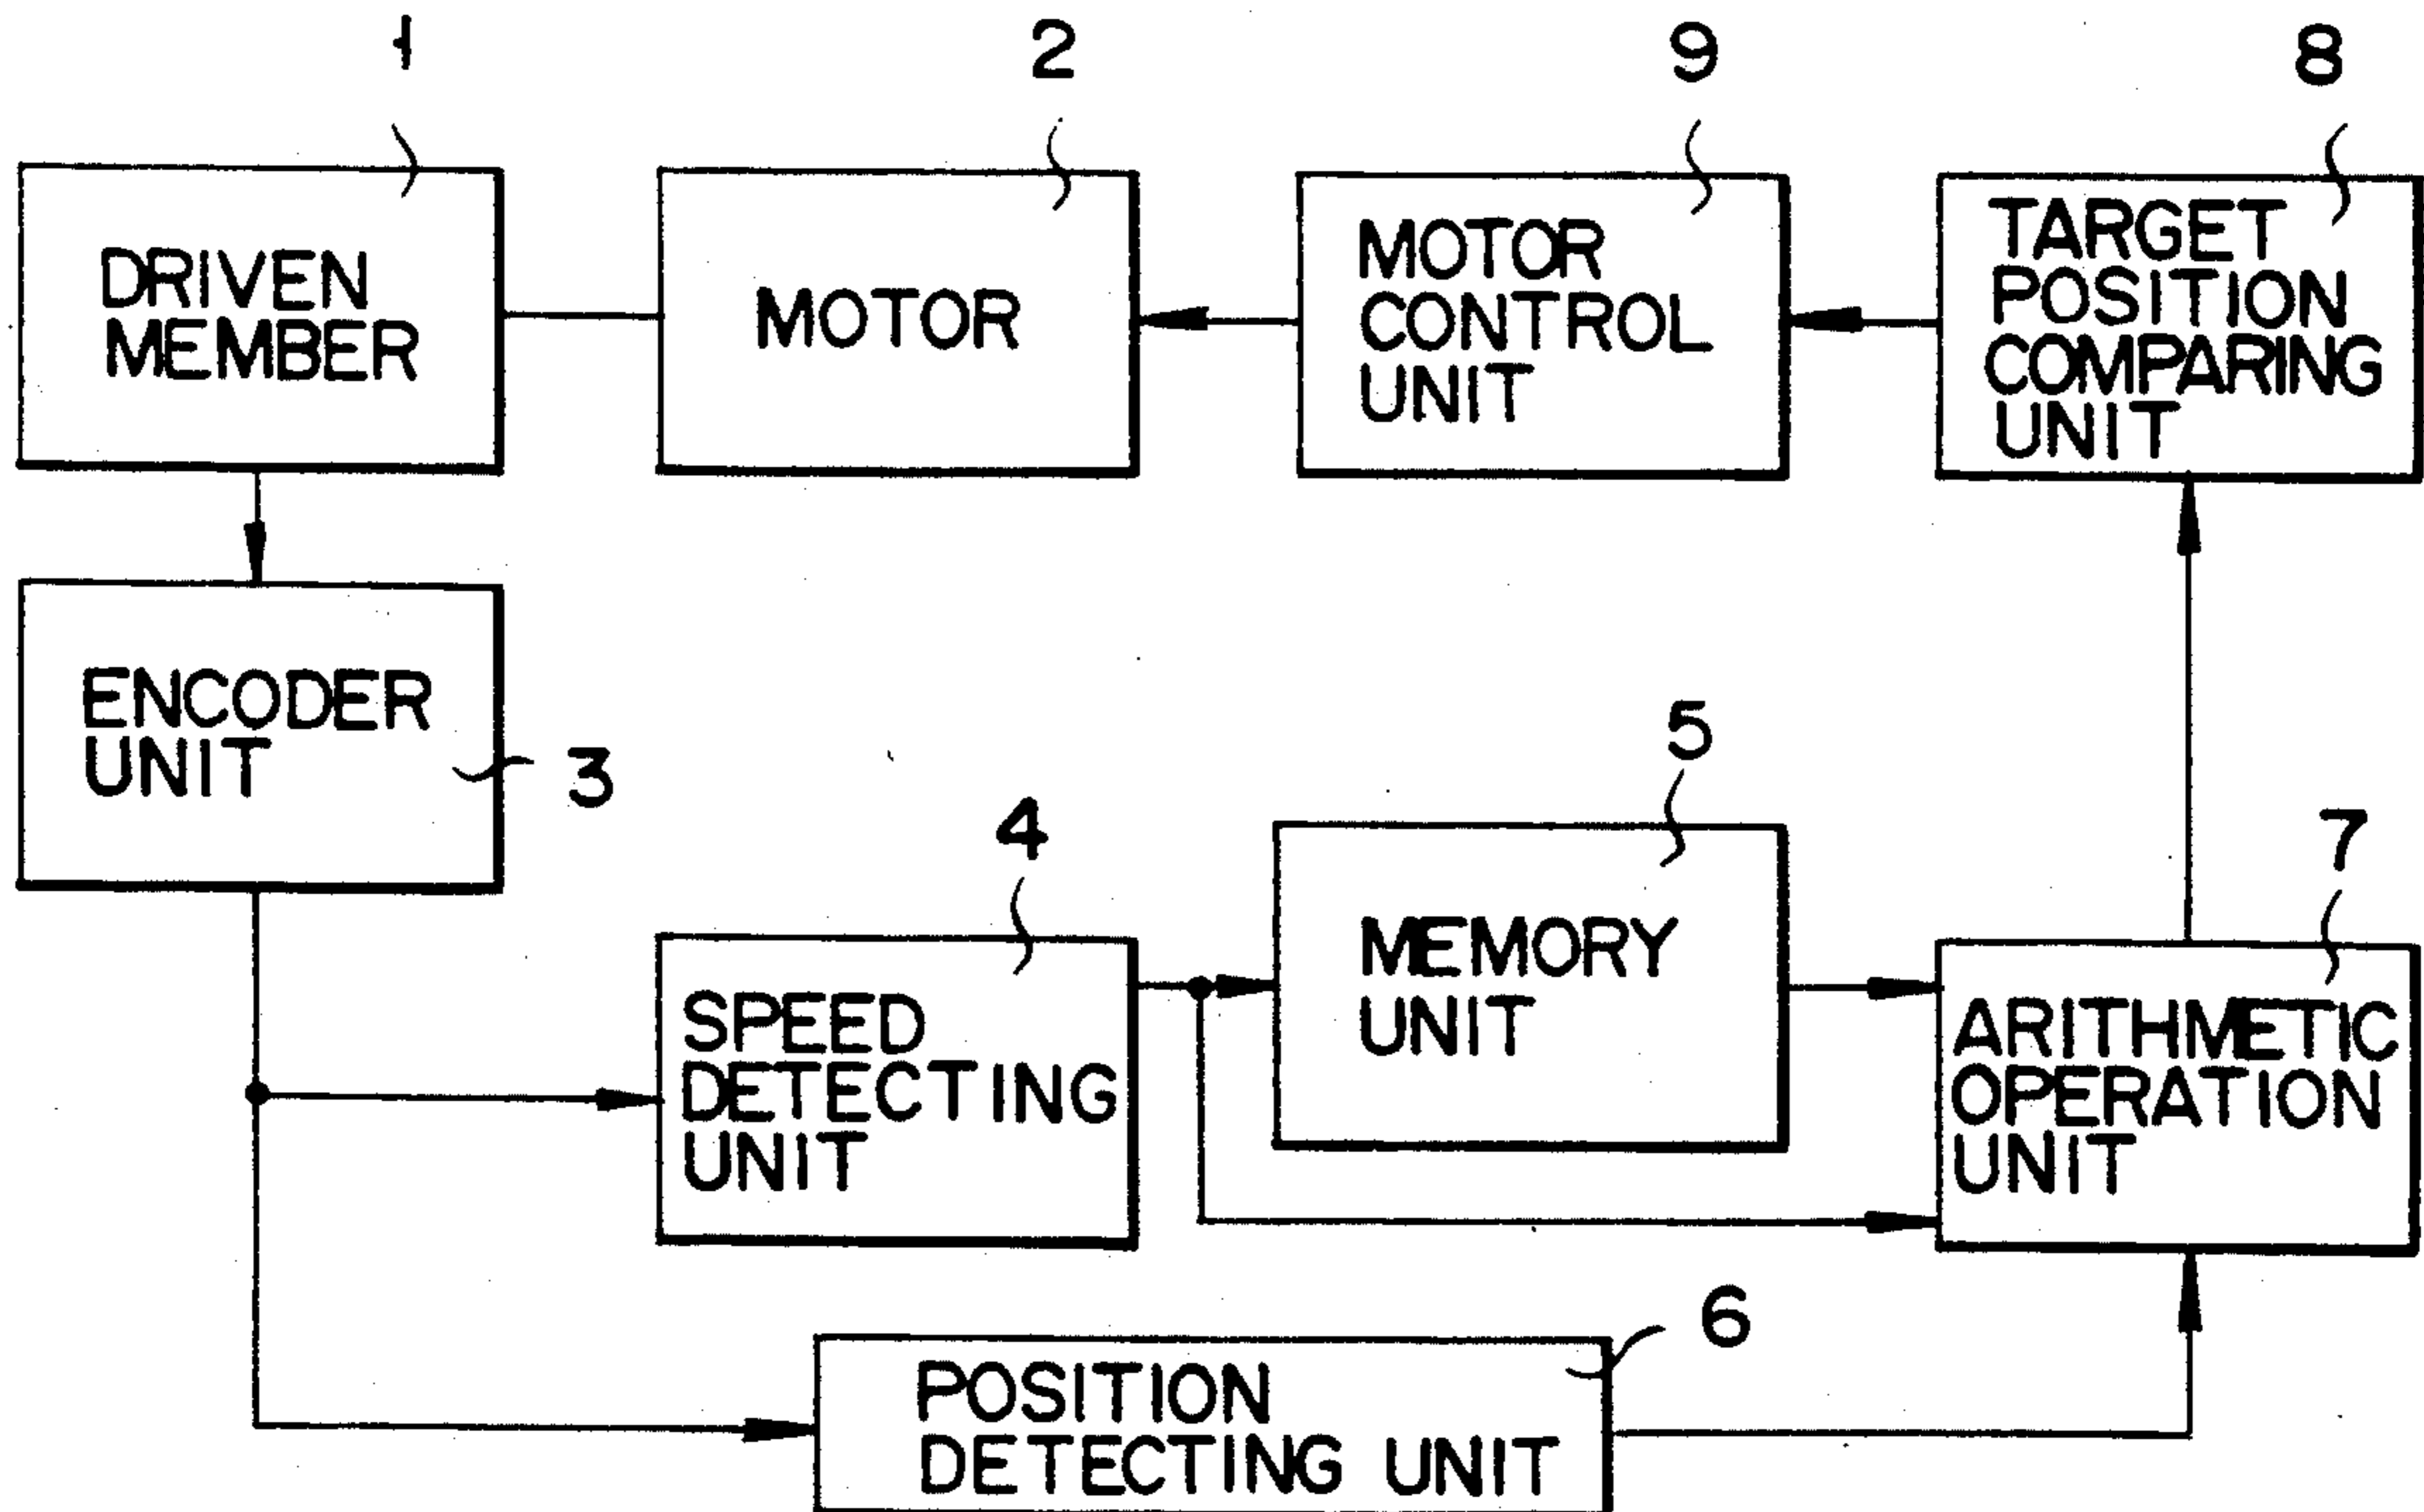 1
2
9
8
DRIVEN
MEMBER
MOTOR
MOTOR
CONTROL
UNIT
TARGET
POSITION
COMPARING
UNIT
ENCODER
UNIT
3
4
5
7
SPEED
DETECTING
UNIT
MEMORY
UNIT
ARITHMETIC
OPERATION
UNIT
6
POSITION
DETECTING UNIT